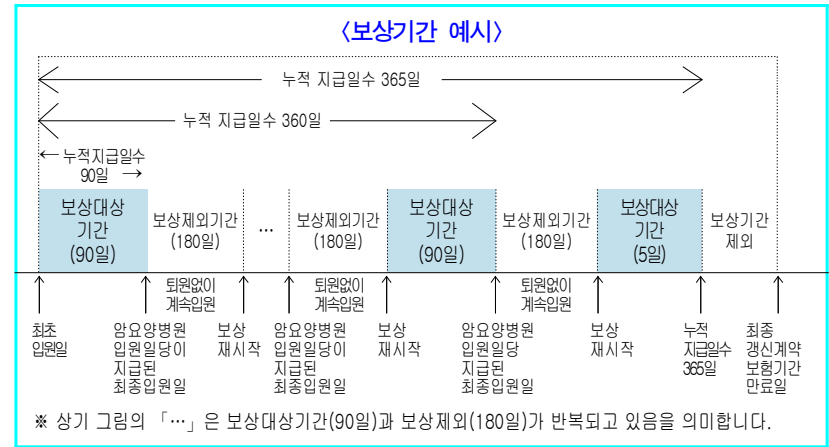 〈보상기간 예시〉
누적 지급일수 365일
누적 지급일수 360일
← 누적지급일수
90일 →
보상대상
기간
(90일)
보상제외기간
(180일)
…
보상제외기간
(180일)
보상대상
기간
(90일)
보상제외기간
(180일)
보상대상
기간
(5일)
보상기간
제외
퇴원없이
계속입원
퇴원없이
계속입원
퇴원없이
계속입원
최초
입원일
암요양병원
입원일당이
지급된
최종입원일
보상
재시작
암요양병원
입원일당이
지급된
최종입원일
보상
재시작
암요양병원
입원일당
지급된
최종입원일
보상
재시작
누적
지급일수
365일
최종
갱신계약
보험기간
만료일
※ 상기 그림의 「…」은 보상대상기간(90일)과 보상제외(180일)가 반복되고 있음을 의미합니다.